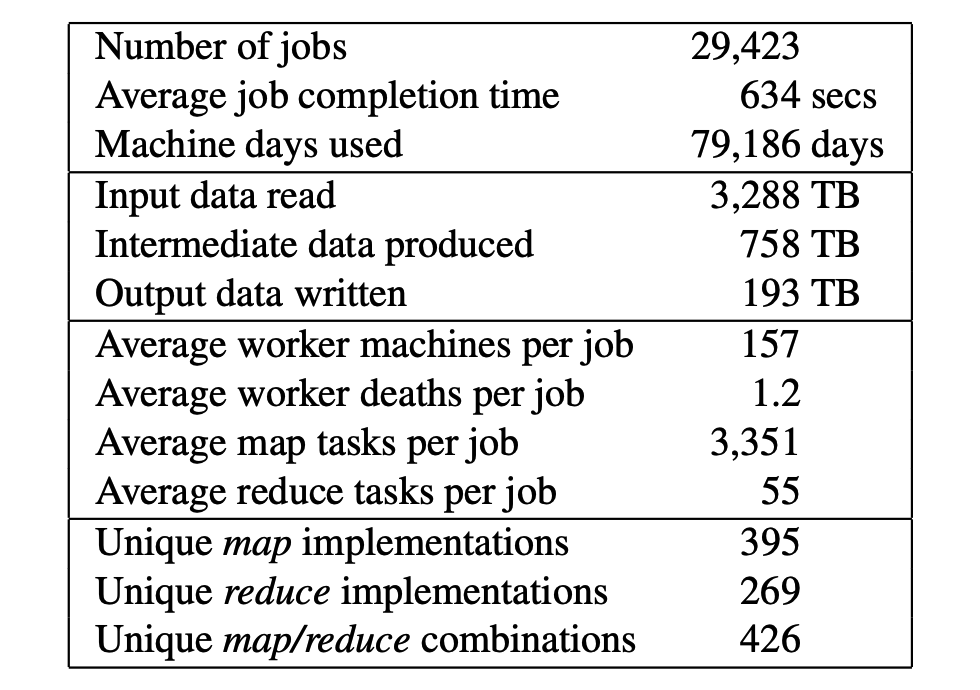 Number of jobs 29,423
Average job completion time 634 secs
Machine days used 79,186 days
Input data read 3,288 TB
Intermediate data produced 758 TB
Output data written 193 TB
Average worker machines per job 157
Average worker deaths per job 1.2
Average map tasks per job 3,351
Average reduce tasks per job 55
Unique map implementations 395
Unique reduce implementations 269
Unique map/reduce combinations 426